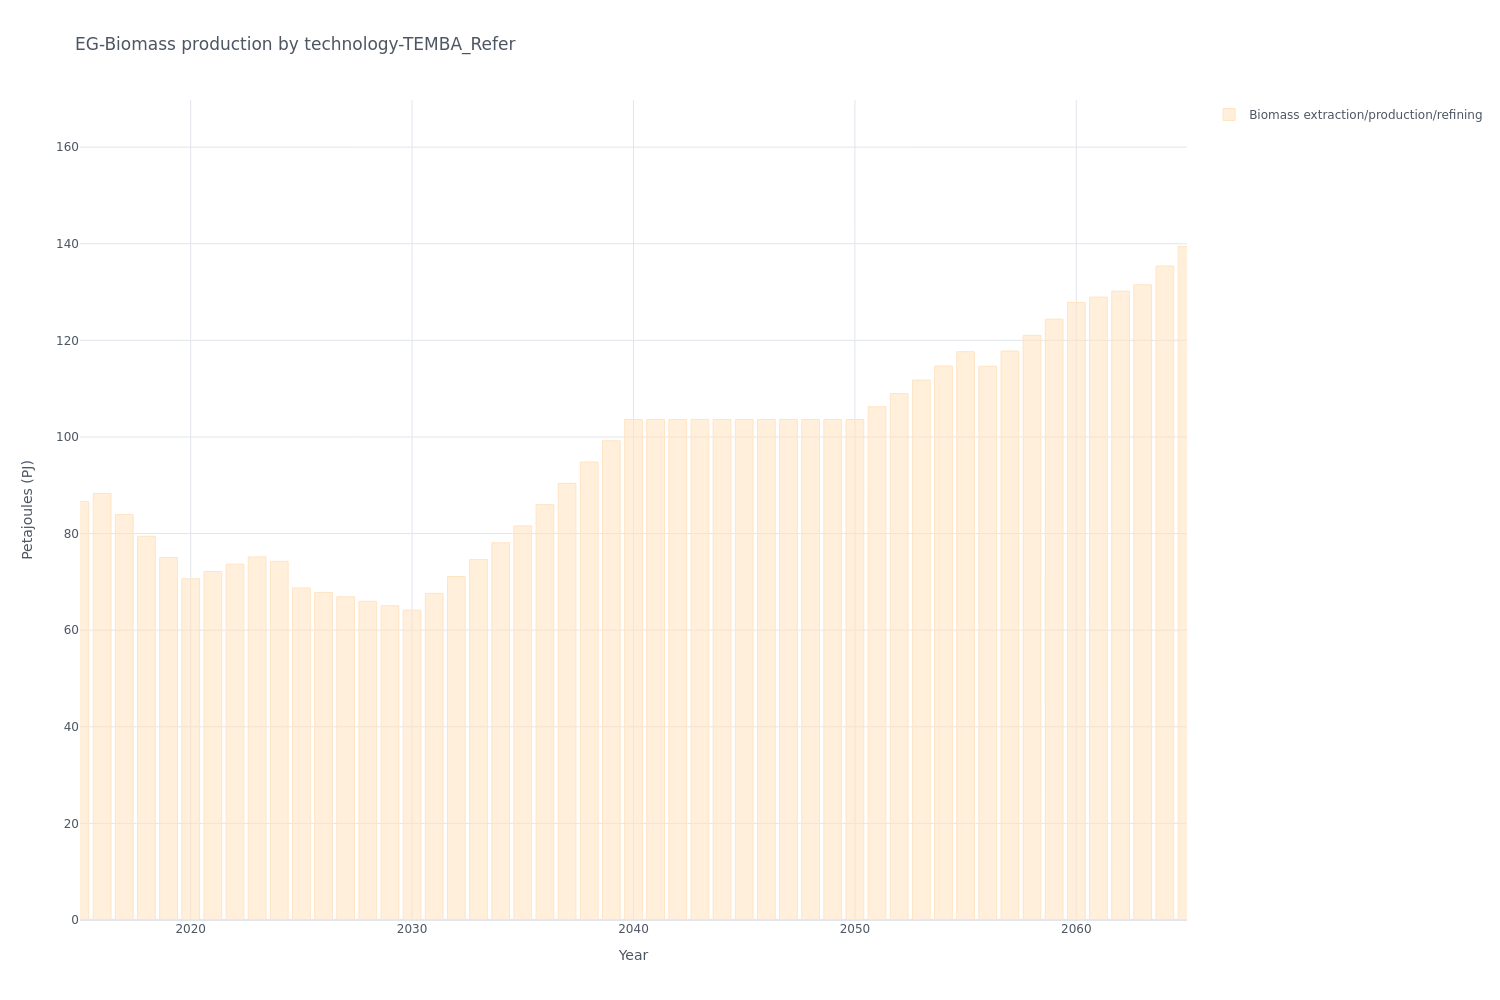 EG-Biomass production by technology-TEMBA_Refer
Biomass extraction/production/refining
160
140
120
100
80
60
40
20
0
Petajoules (PJ)
2020 2030 2040 2050 2060
Year